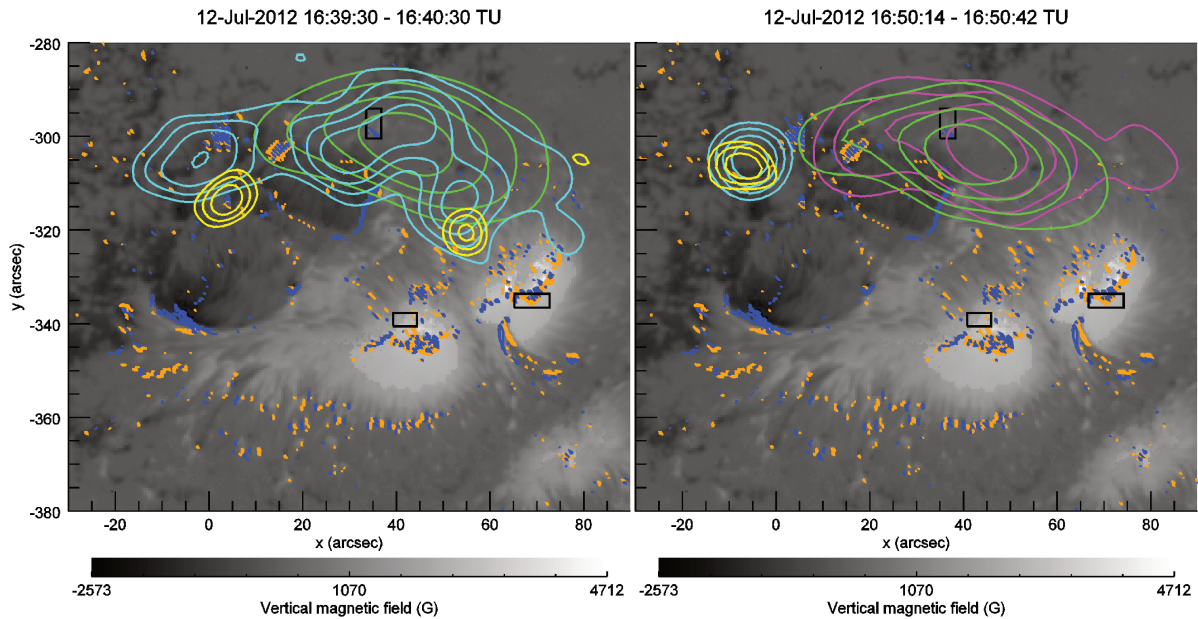 12-Jul-2012 16:39:30 - 16:40:30 TU
12-Jul-2012 16:50:14 - 16:50:42 TU
-280
-300
-320
-340
-360
-380
y (arcsec)
-20 0 20 40 60 80
x (arcsec)
-20 0 20 40 60 80
x (arcsec)
-2573 1070 4712
Vertical magnetic field (G)
-2573 1070 4712
Vertical magnetic field (G)